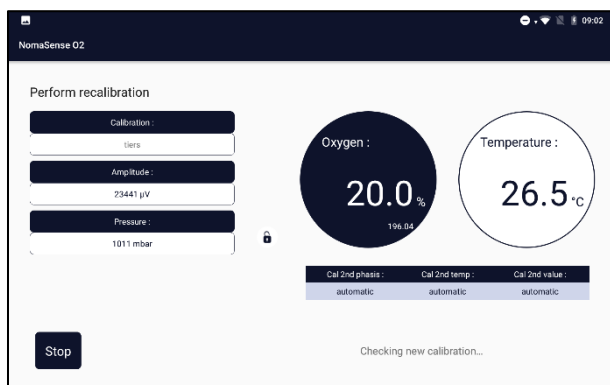 09:02
NomaSense O2
Perform recalibration
Calibration :
tiers
Amplitude :
23441 µV
Pressure :
1011 mbar
Oxygen :
20.0 %
196.04
Temperature :
26.5 °C
Cal 2nd phasis : Cal 2nd temp : Cal 2nd value :
automatic automatic automatic
Stop
Checking new calibration...